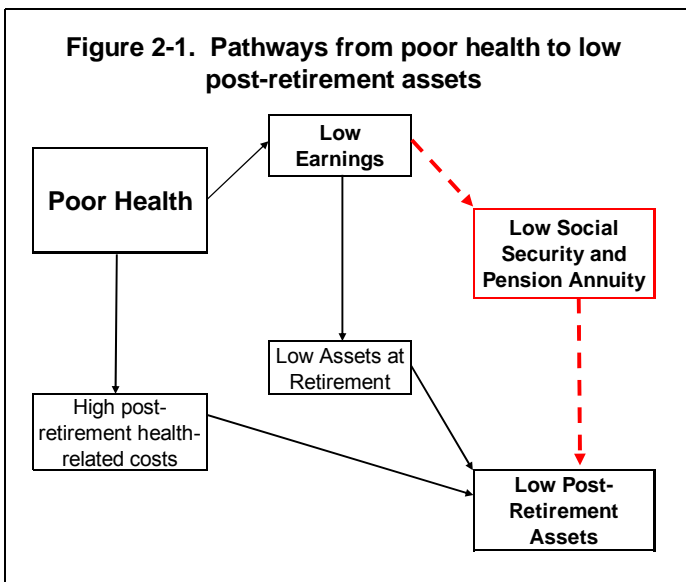 Figure 2-1.  Pathways from poor health to low
post-retirement assets
Low
Earnings
Poor Health
Low Social
Security and
Pension Annuity
Low Assets at
Retirement
High post-
retirement health-
related costs
Low Post-
Retirement
Assets